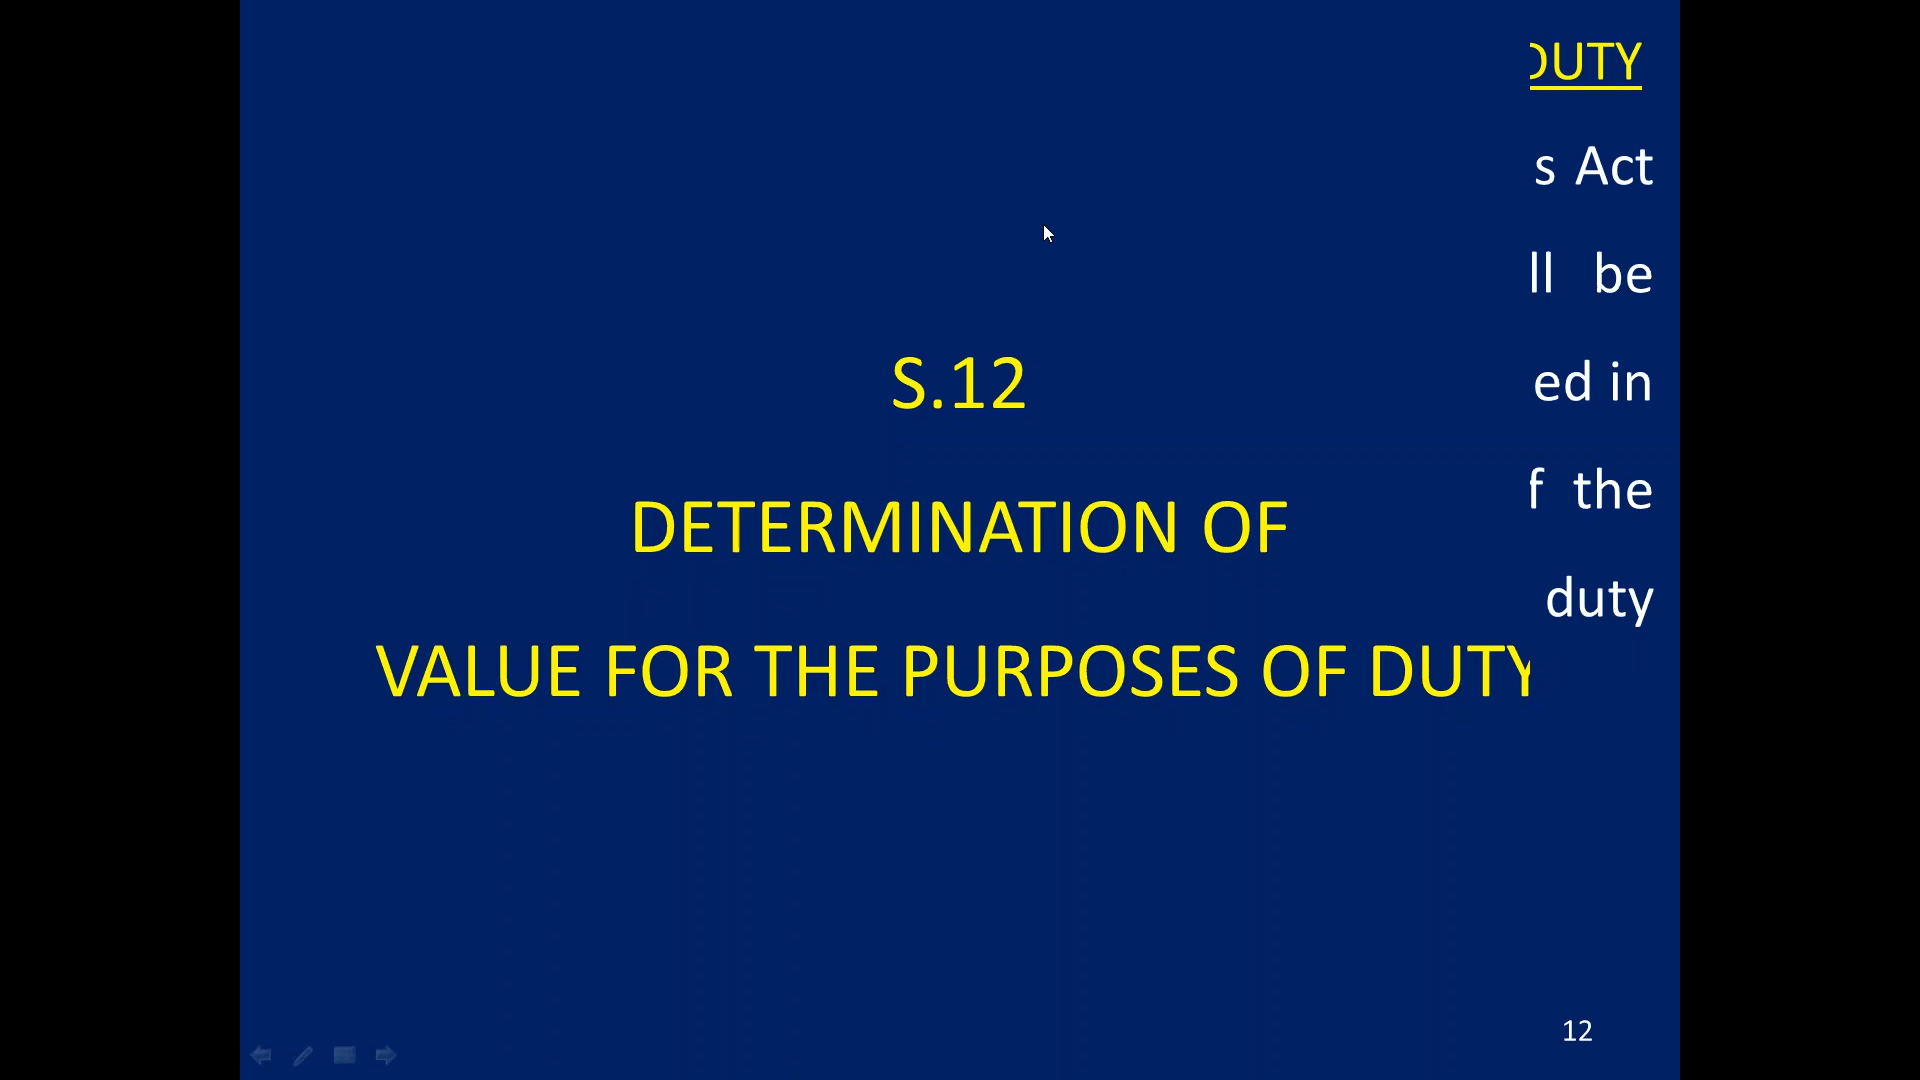 DUTY
s Act
ll be
ed in
f the
duty
S.12
DETERMINATION OF
VALUE FOR THE PURPOSES OF DUTY
12